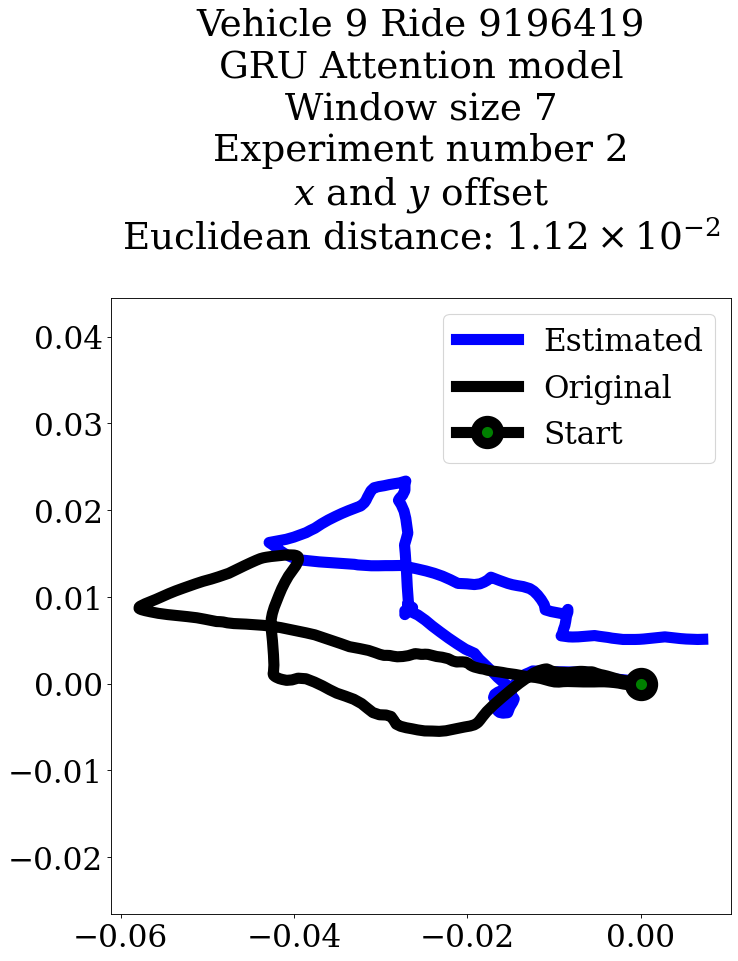 Vehicle 9 Ride 9196419
GRU Attention model
Window size 7
Experiment number 2
x and y offset
Euclidean distance: 1.12 × 10⁻²
Estimated
Original
Start
0.04
0.03
0.02
0.01
0.00
−0.01
−0.02
−0.06 −0.04 −0.02 0.00